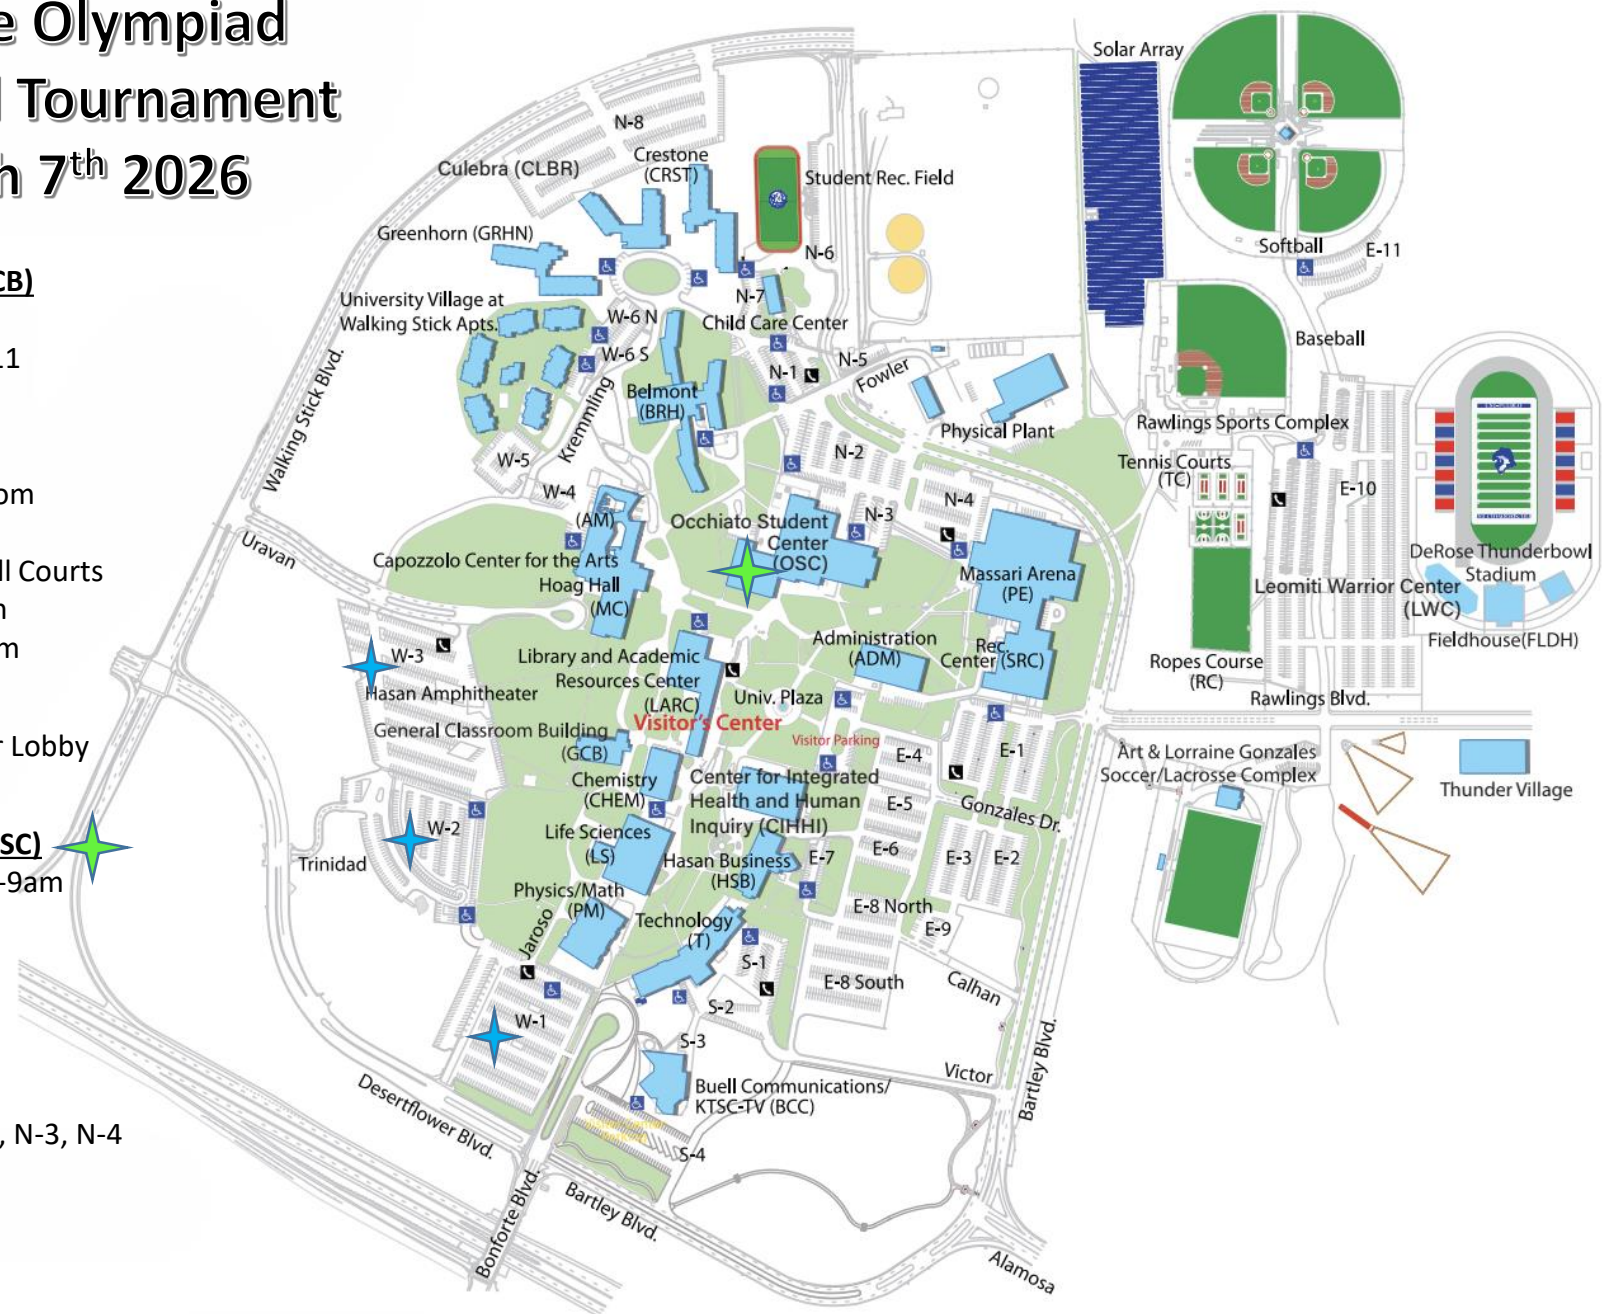 e Olympiad
l Tournament
h 7th 2026
CB)
11
om
ll Courts
n
m
r Lobby
SC)
-9am
, N-3, N-4
Solar Array
N-8
Culebra (CLBR)
Crestone
(CRST)
Student Rec. Field
Greenhorn (GRHN)
N-6
Softball
E-11
University Village at
Walking Stick Apts.
N-7
W-6 N
Child Care Center
W-6 S
N-5
N-1
Fowler
Baseball
Walking Stick Blvd.
Kremmling
Belmont
(BRH)
Physical Plant
Rawlings Sports Complex
W-5
N-2
Tennis Courts
(TC)
W-4
N-4
E-10
(AM)
Occhiato Student
Center
(OSC)
N-3
Uravan
Capozzolo Center for the Arts
Hoag Hall
(MC)
Massari Arena
(PE)
DeRose Thunderbowl
Stadium
Leomiti Warrior Center
(LWC)
Fieldhouse(FLDH)
W-3
Library and Academic
Resources Center
(LARC)
Administration
(ADM)
Rec.
Center (SRC)
Ropes Course
(RC)
Hasan Amphitheater
Univ. Plaza
Rawlings Blvd.
Visitor's Center
General Classroom Building
(GCB)
Visitor Parking
E-4
E-1
Art & Lorraine Gonzales
Soccer/Lacrosse Complex
Chemistry
(CHEM)
Center for Integrated
Health and Human
Inquiry (CIHHI)
E-5
Gonzales Dr.
Thunder Village
W-2
Life Sciences
(LS)
E-6
Trinidad
Hasan Business
(HSB)
E-7
E-3
E-2
Physics/Math
(PM)
E-8 North
Technology
(T)
E-9
Jaroso
S-1
E-8 South
Calhan
W-1
S-2
S-3
Victor
Buell Communications/
KTSC-TV (BCC)
Desertflower Blvd.
Bartley Blvd.
S-4
Bonforte Blvd.
Bartley Blvd.
Alamosa